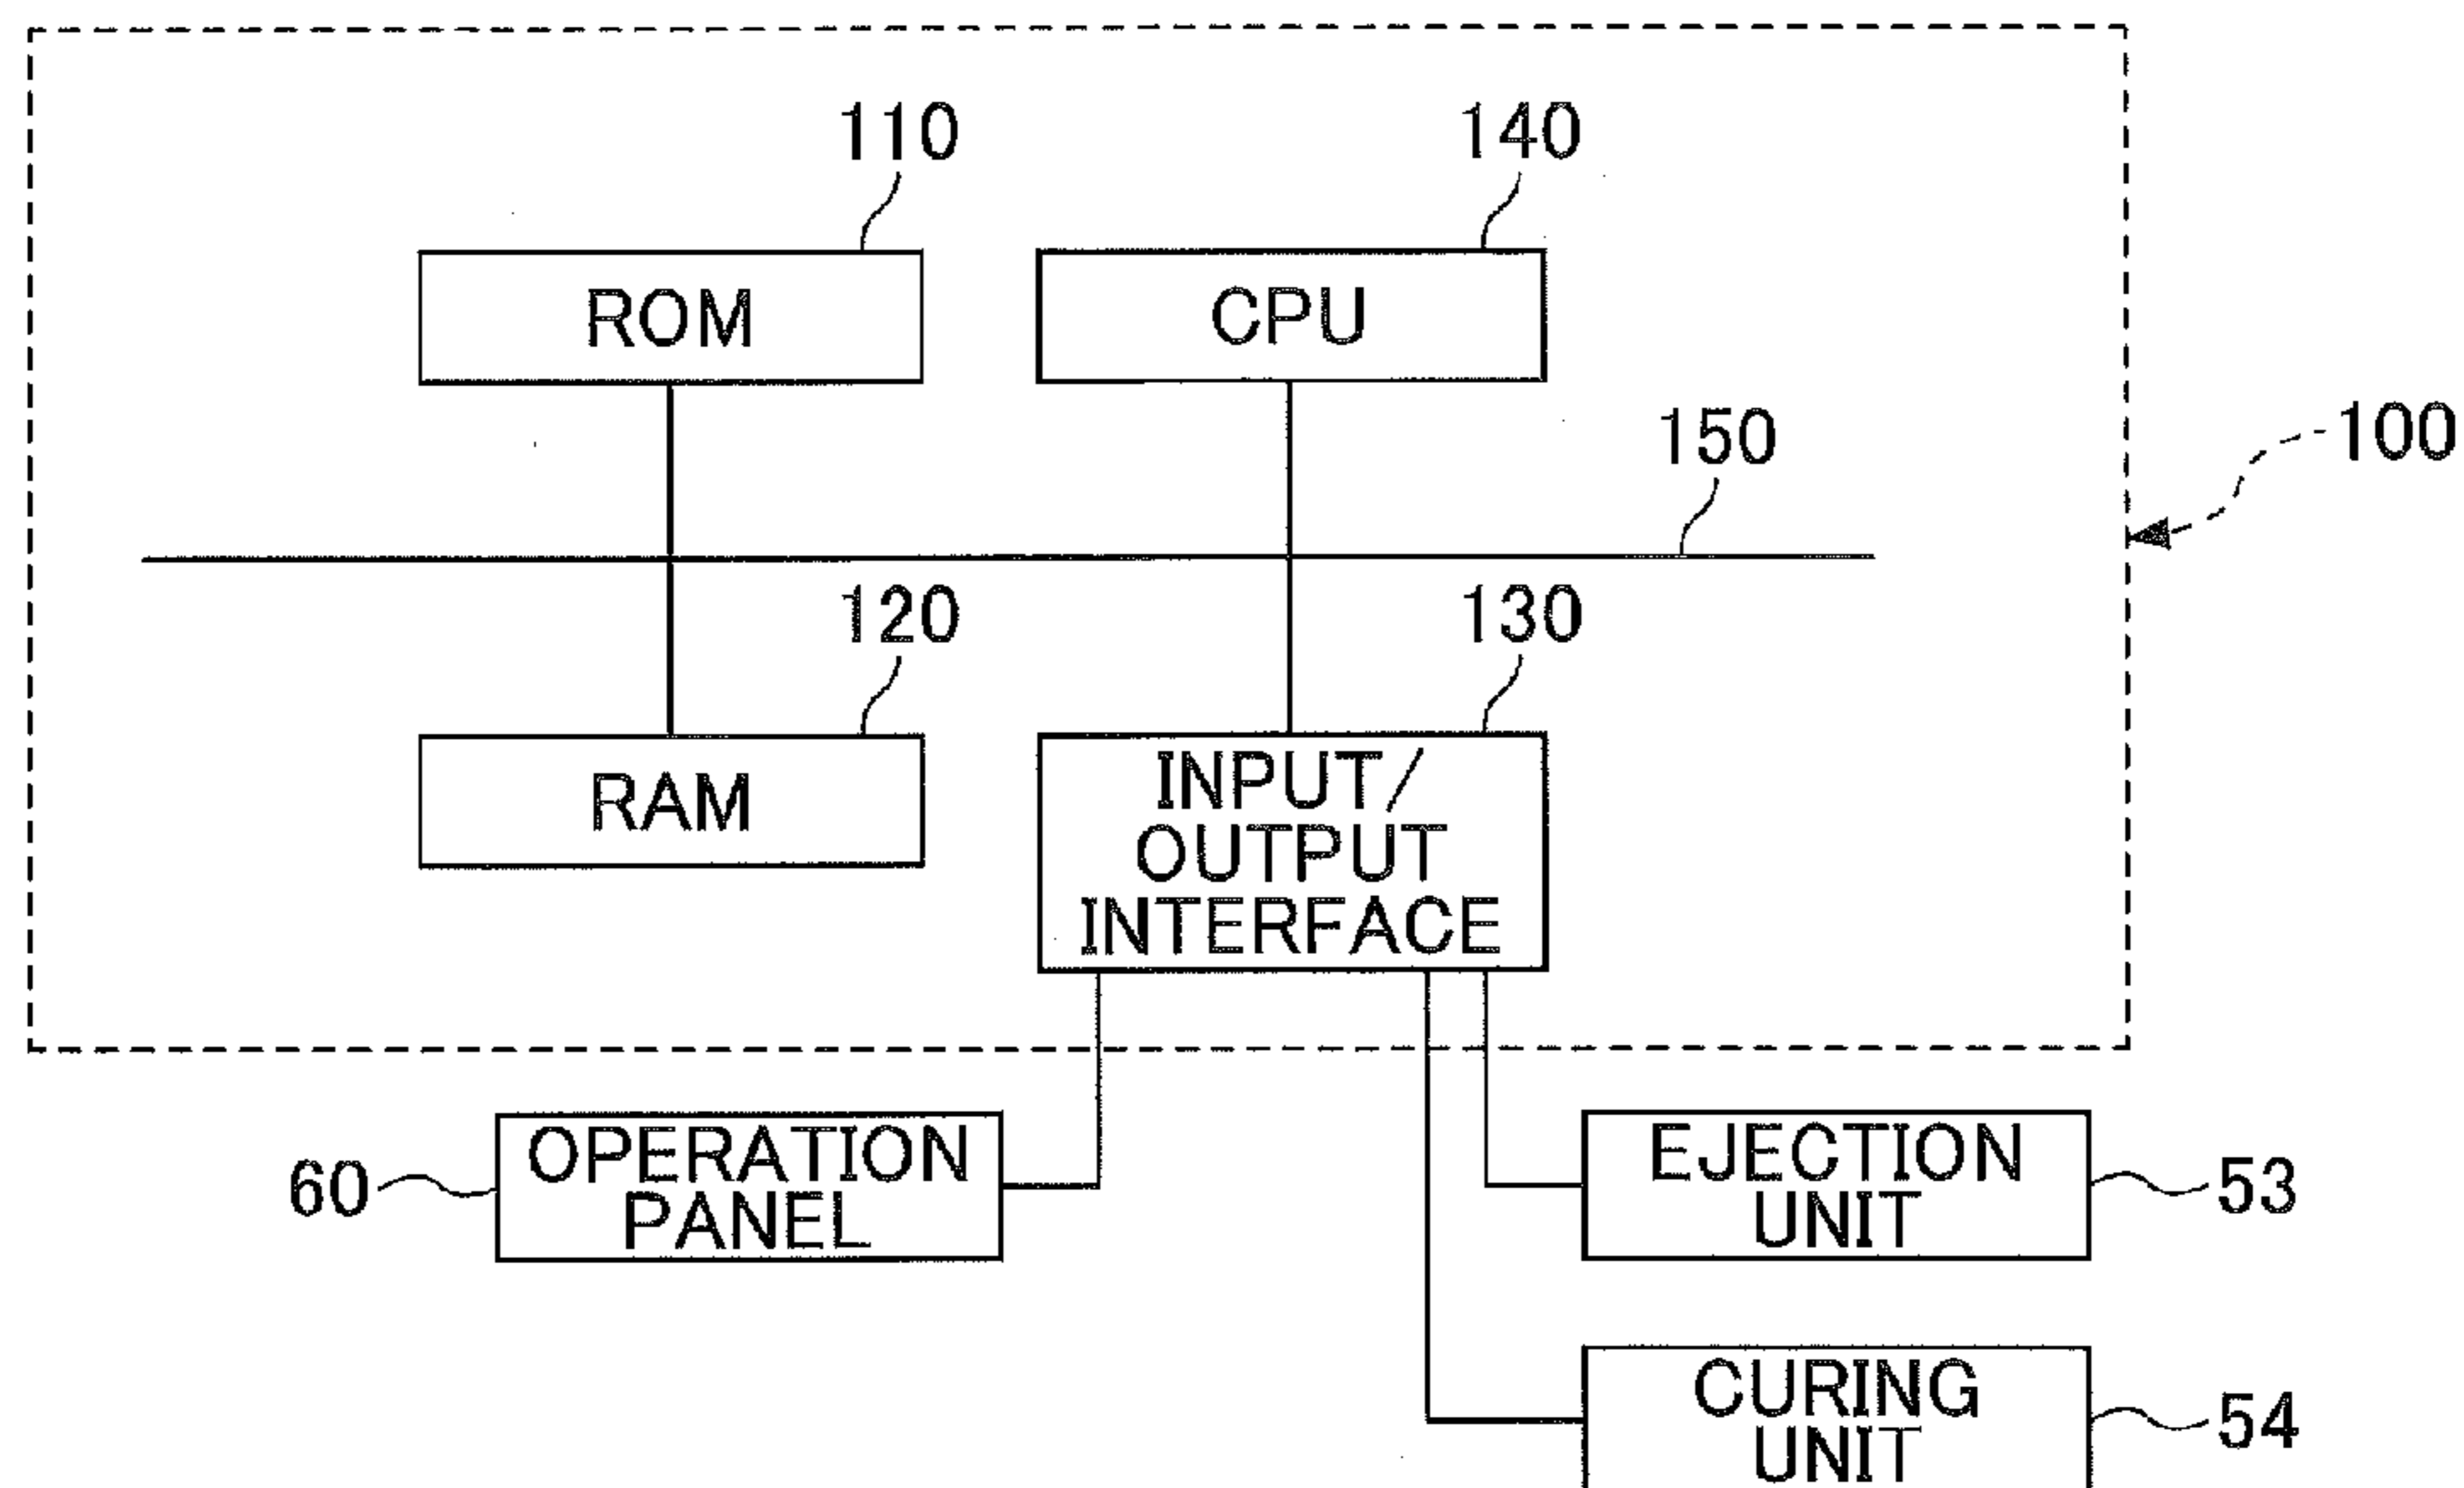 110
140
ROM
CPU
150
100
120
130
RAM
INPUT/
OUTPUT
INTERFACE
60
OPERATION
PANEL
EJECTION
UNIT
53
CURING
UNIT
54